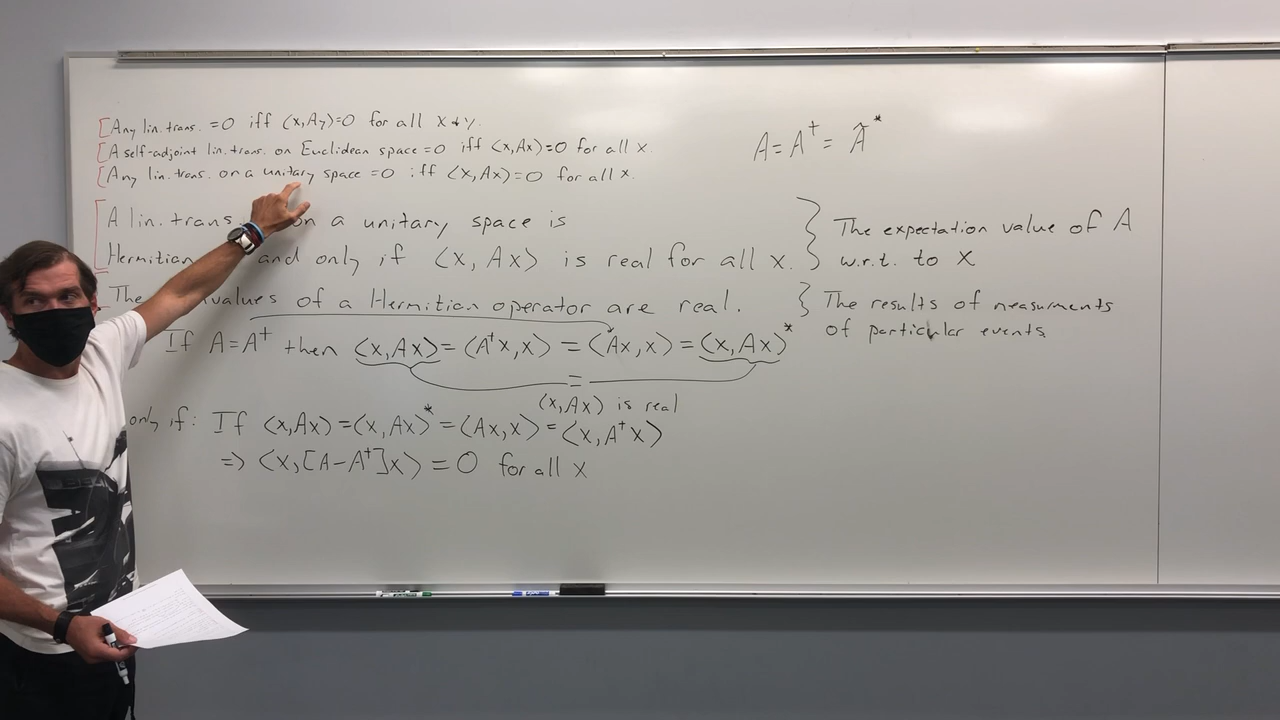 [Any lin. trans. =0 iff ⟨x,Ay⟩=0 for all x & y.
[A self-adjoint lin. trans. on Euclidean space =0 iff ⟨x,Ax⟩=0 for all x.
[Any lin. trans. on a unitary space =0 iff ⟨x,Ax⟩=0 for all x.
A = A† = Ã*
[A lin. trans. on a unitary space is
Hermitian and only if ⟨x, Ax⟩ is real for all x.
} The expectation value of A
w.r.t. to x
The values of a Hermitian operator are real.
} The results of measurments
of particular events
If A=A† then ⟨x,Ax⟩ = ⟨A†x,x⟩ = ⟨Ax,x⟩ = ⟨x,Ax⟩*
=
⟨x,Ax⟩ is real
only if: If ⟨x,Ax⟩ = ⟨x,Ax⟩* = ⟨Ax,x⟩ = ⟨x,A†x⟩
=> ⟨x,[A-A†]x⟩ = 0 for all x